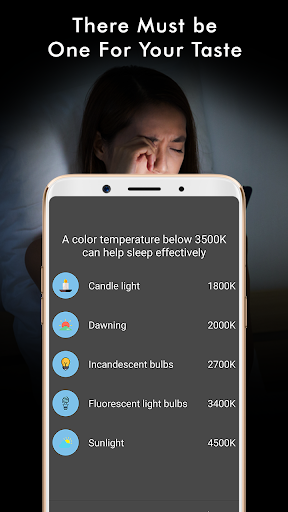 There Must be
One For Your Taste
A color temperature below 3500K
can help sleep effectively
Candle light 1800K
Dawning 2000K
Incandescent bulbs 2700K
Fluorescent light bulbs 3400K
Sunlight 4500K